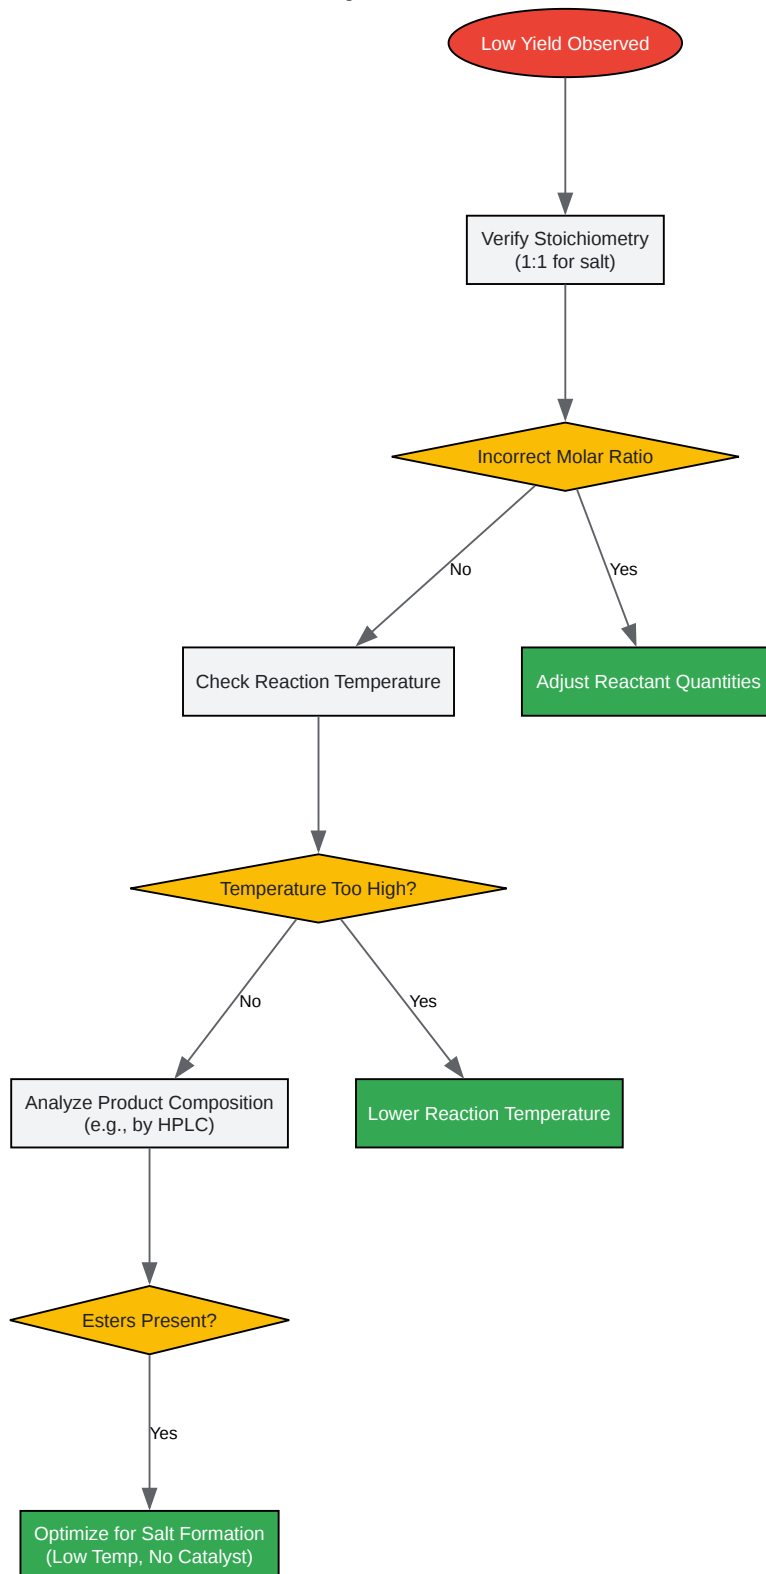 Low Yield Observed
Verify Stoichiometry
(1:1 for salt)
Incorrect Molar Ratio
No
Yes
Check Reaction Temperature
Adjust Reactant Quantities
Temperature Too High?
No
Yes
Analyze Product Composition
(e.g., by HPLC)
Lower Reaction Temperature
Esters Present?
Yes
Optimize for Salt Formation
(Low Temp, No Catalyst)